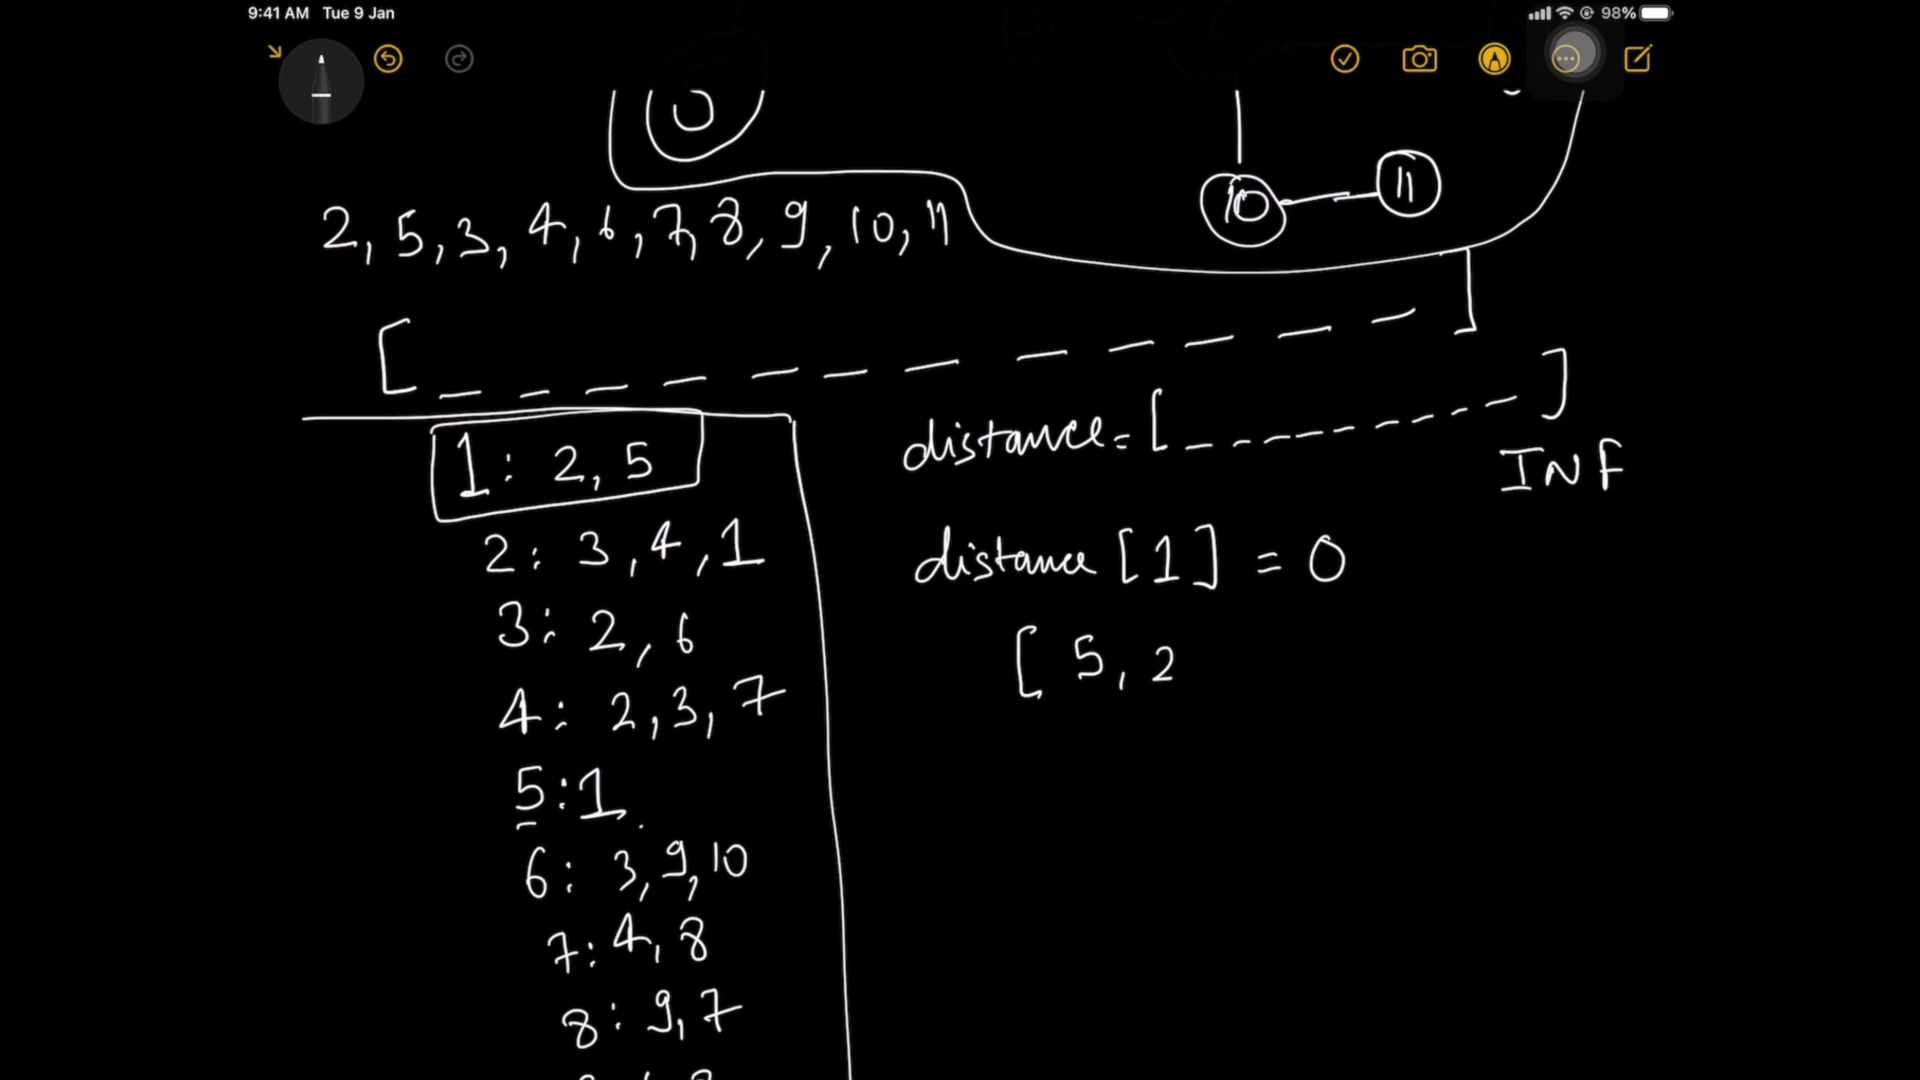 9:41 AM Tue 9 Jan
98%
0
10
11
2, 5, 3, 4, 6, 7, 8, 9, 10, 11
[ _ _ _ _ _ _ _ _ _ _ _ _ ]
distance = [ - - - - - - - - - ]
INF
1: 2, 5
distance [1] = 0
2: 3, 4, 1
3: 2, 6
[ 5, 2
4: 2, 3, 7
5:1
6: 3, 9, 10
7: 4, 8
8: 9, 7